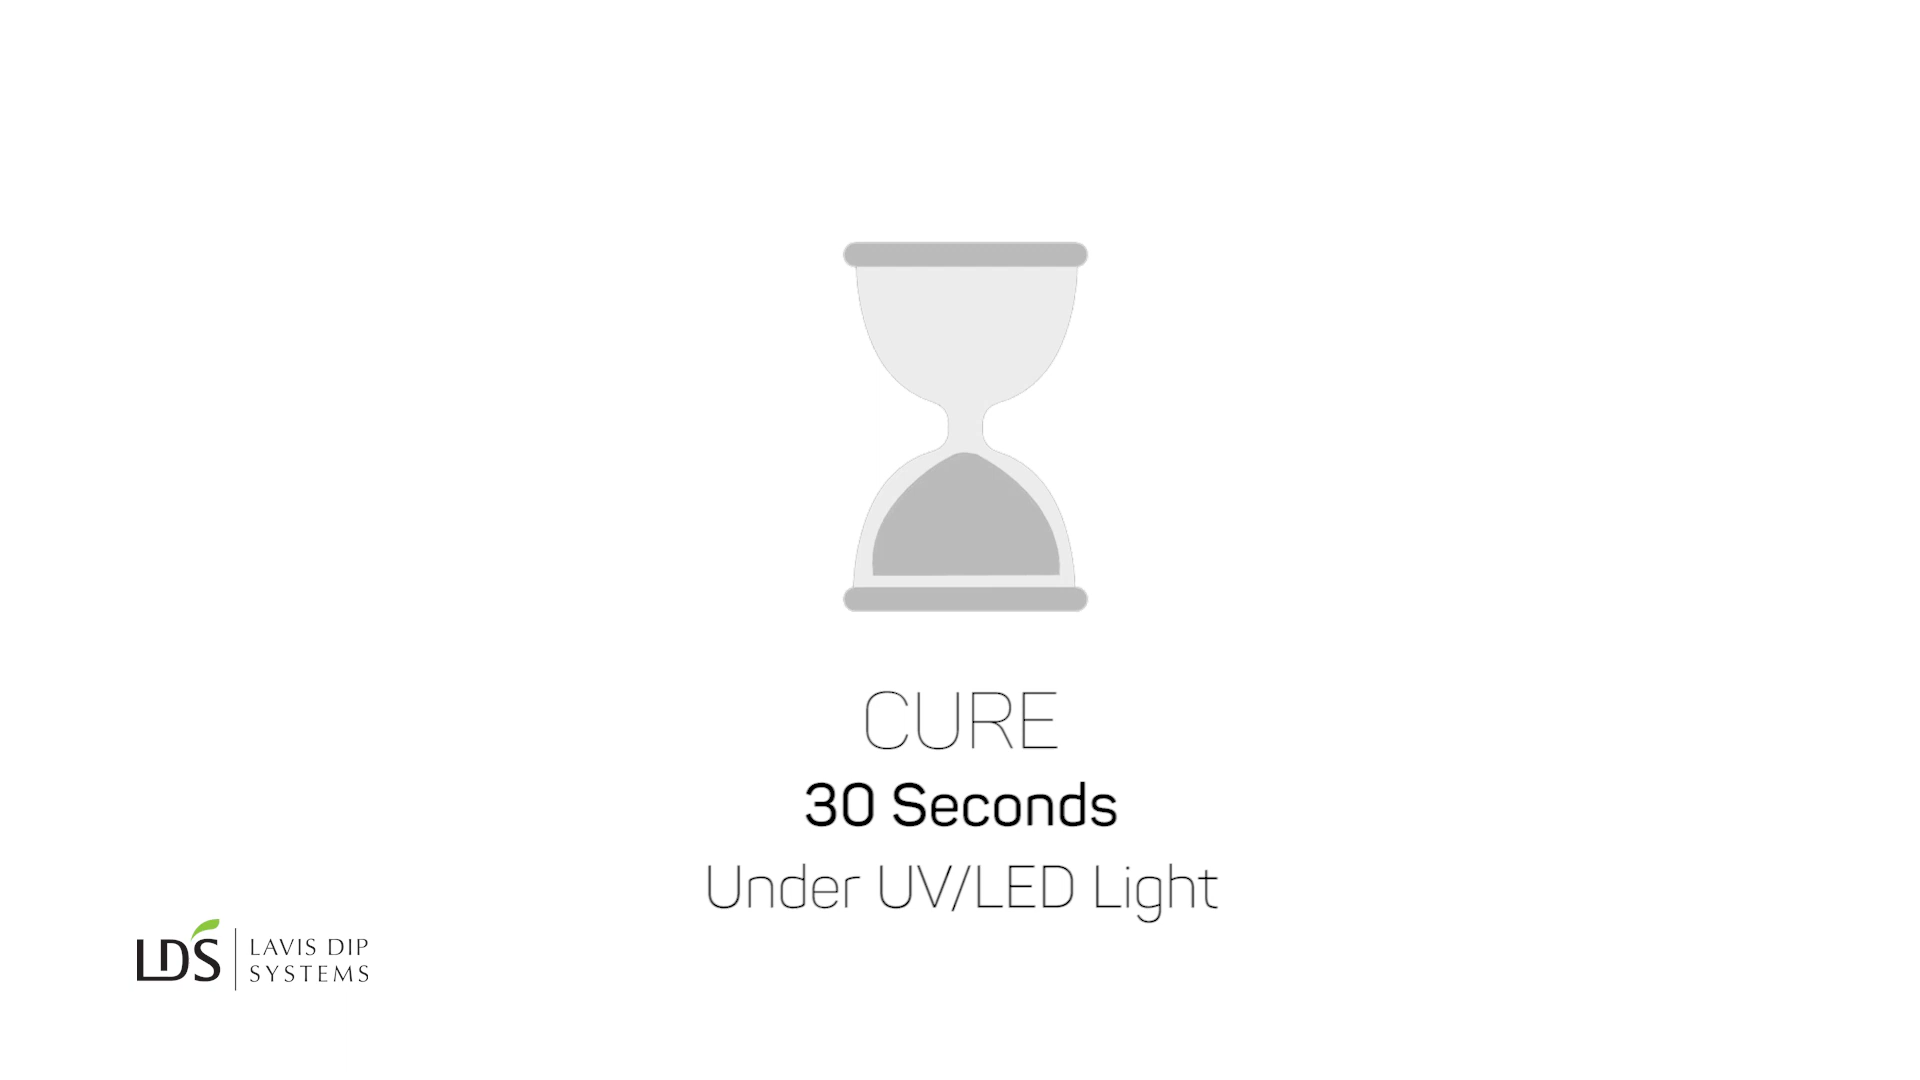 CURE
30 Seconds
Under UV/LED Light
LDS
LAVIS DIP
SYSTEMS